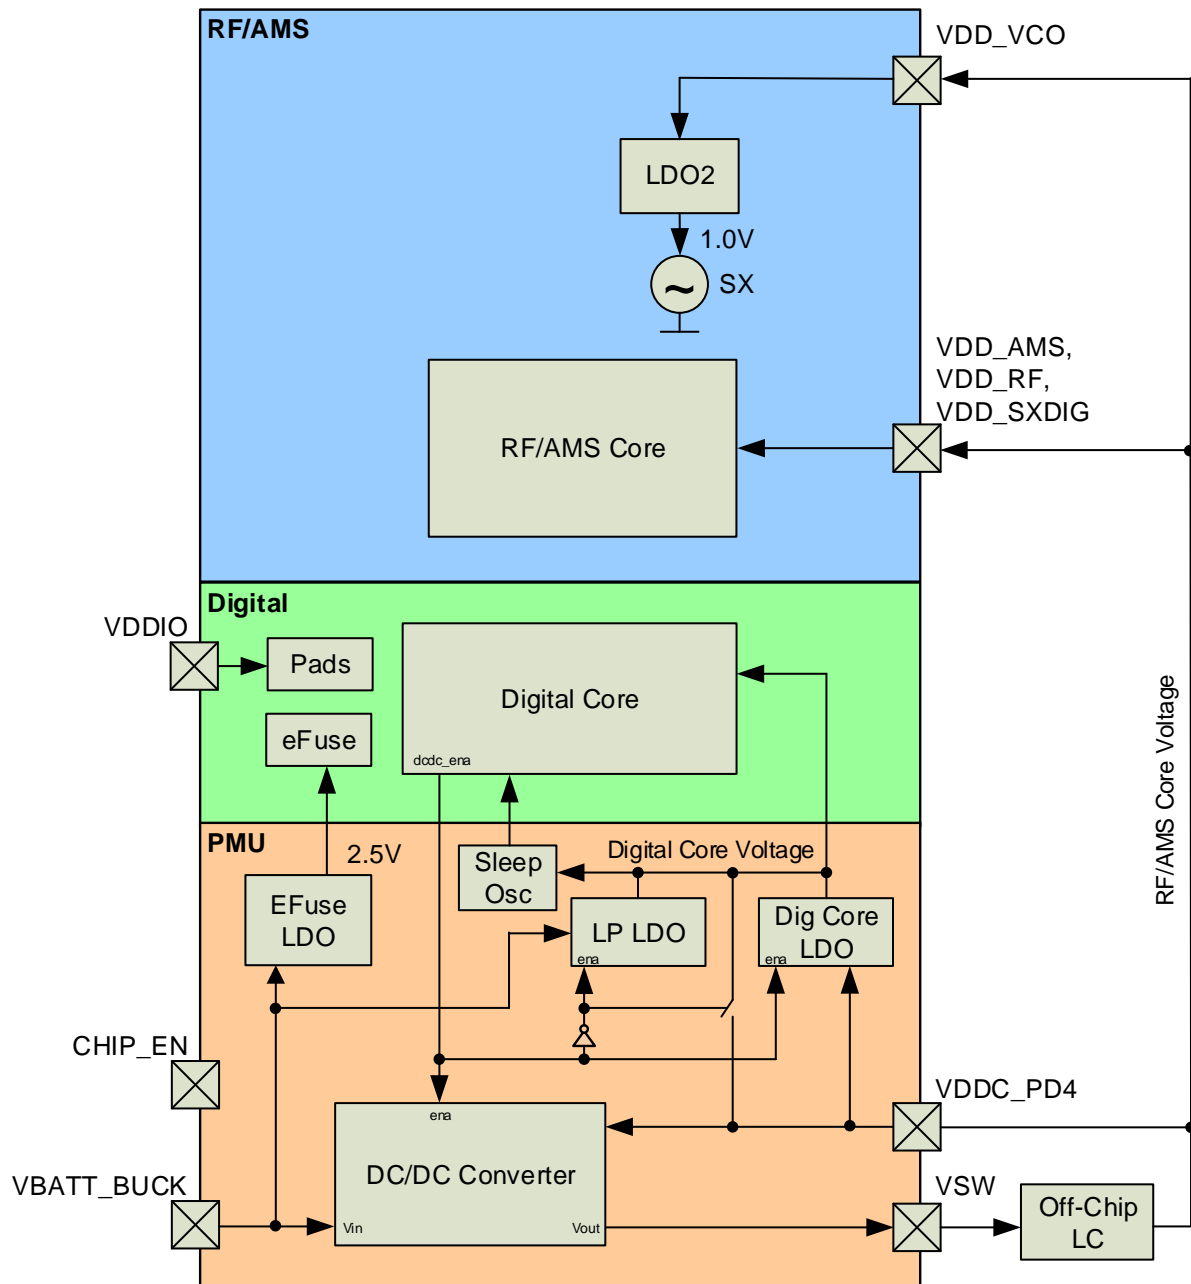 RF/AMS
VDD_VCO
LDO2
1.0V
~
SX
VDD_AMS,
VDD_RF,
VDD_SXDIG
RF/AMS Core
Digital
VDDIO
Pads
Digital Core
eFuse
dcdc_ena
RF/AMS Core Voltage
PMU
2.5V
Sleep
Osc
Digital Core Voltage
EFuse
LDO
LP LDO
ena
Dig Core
LDO
ena
CHIP_EN
VDDC_PD4
ena
DC/DC Converter
VBATT_BUCK
Vin
Vout
VSW
Off-Chip
LC